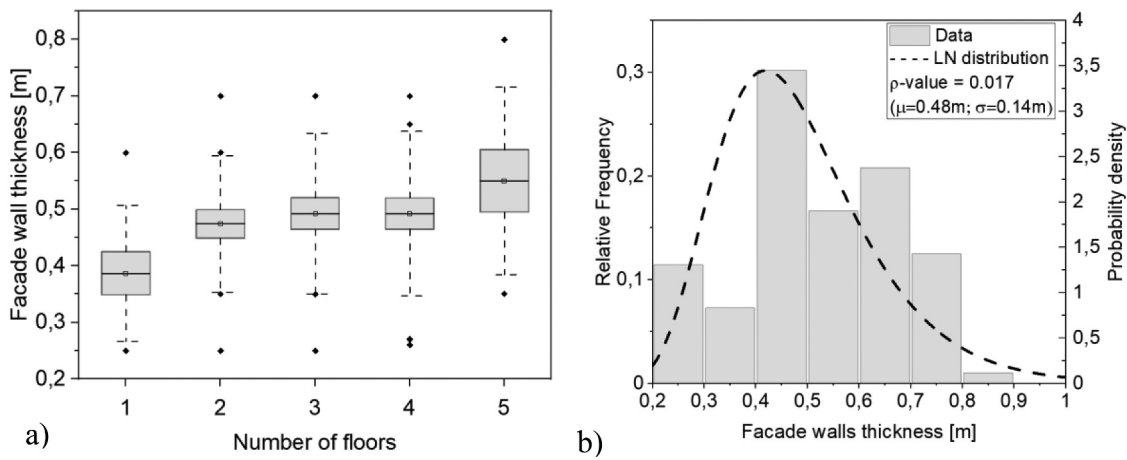 0,8
0,7
0,6
0,5
0,4
0,3
0,2
Facade wall thickness [m]
1 2 3 4 5
Number of floors
a)
0,3
0,2
0,1
0
Relative Frequency
Data
LN distribution
ρ-value = 0.017
(μ=0.48m; σ=0.14m)
4
3,5
3
2,5
2
1,5
1
0,5
0
Probability density
0,2 0,3 0,4 0,5 0,6 0,7 0,8 0,9 1
Facade walls thickness [m]
b)